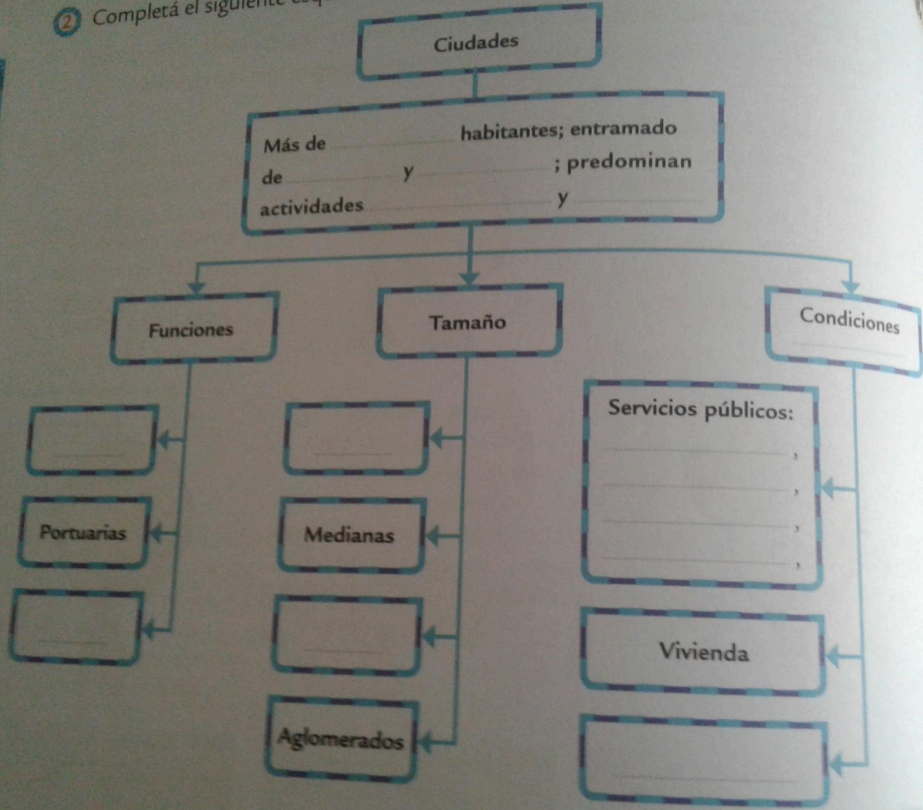 2 Completá el siguiente
Ciudades
Más de habitantes; entramado
de y ; predominan
actividades y
Funciones
Tamaño
Condiciones
Portuarias
Medianas
Aglomerados
Servicios públicos:
,
,
,
,
Vivienda